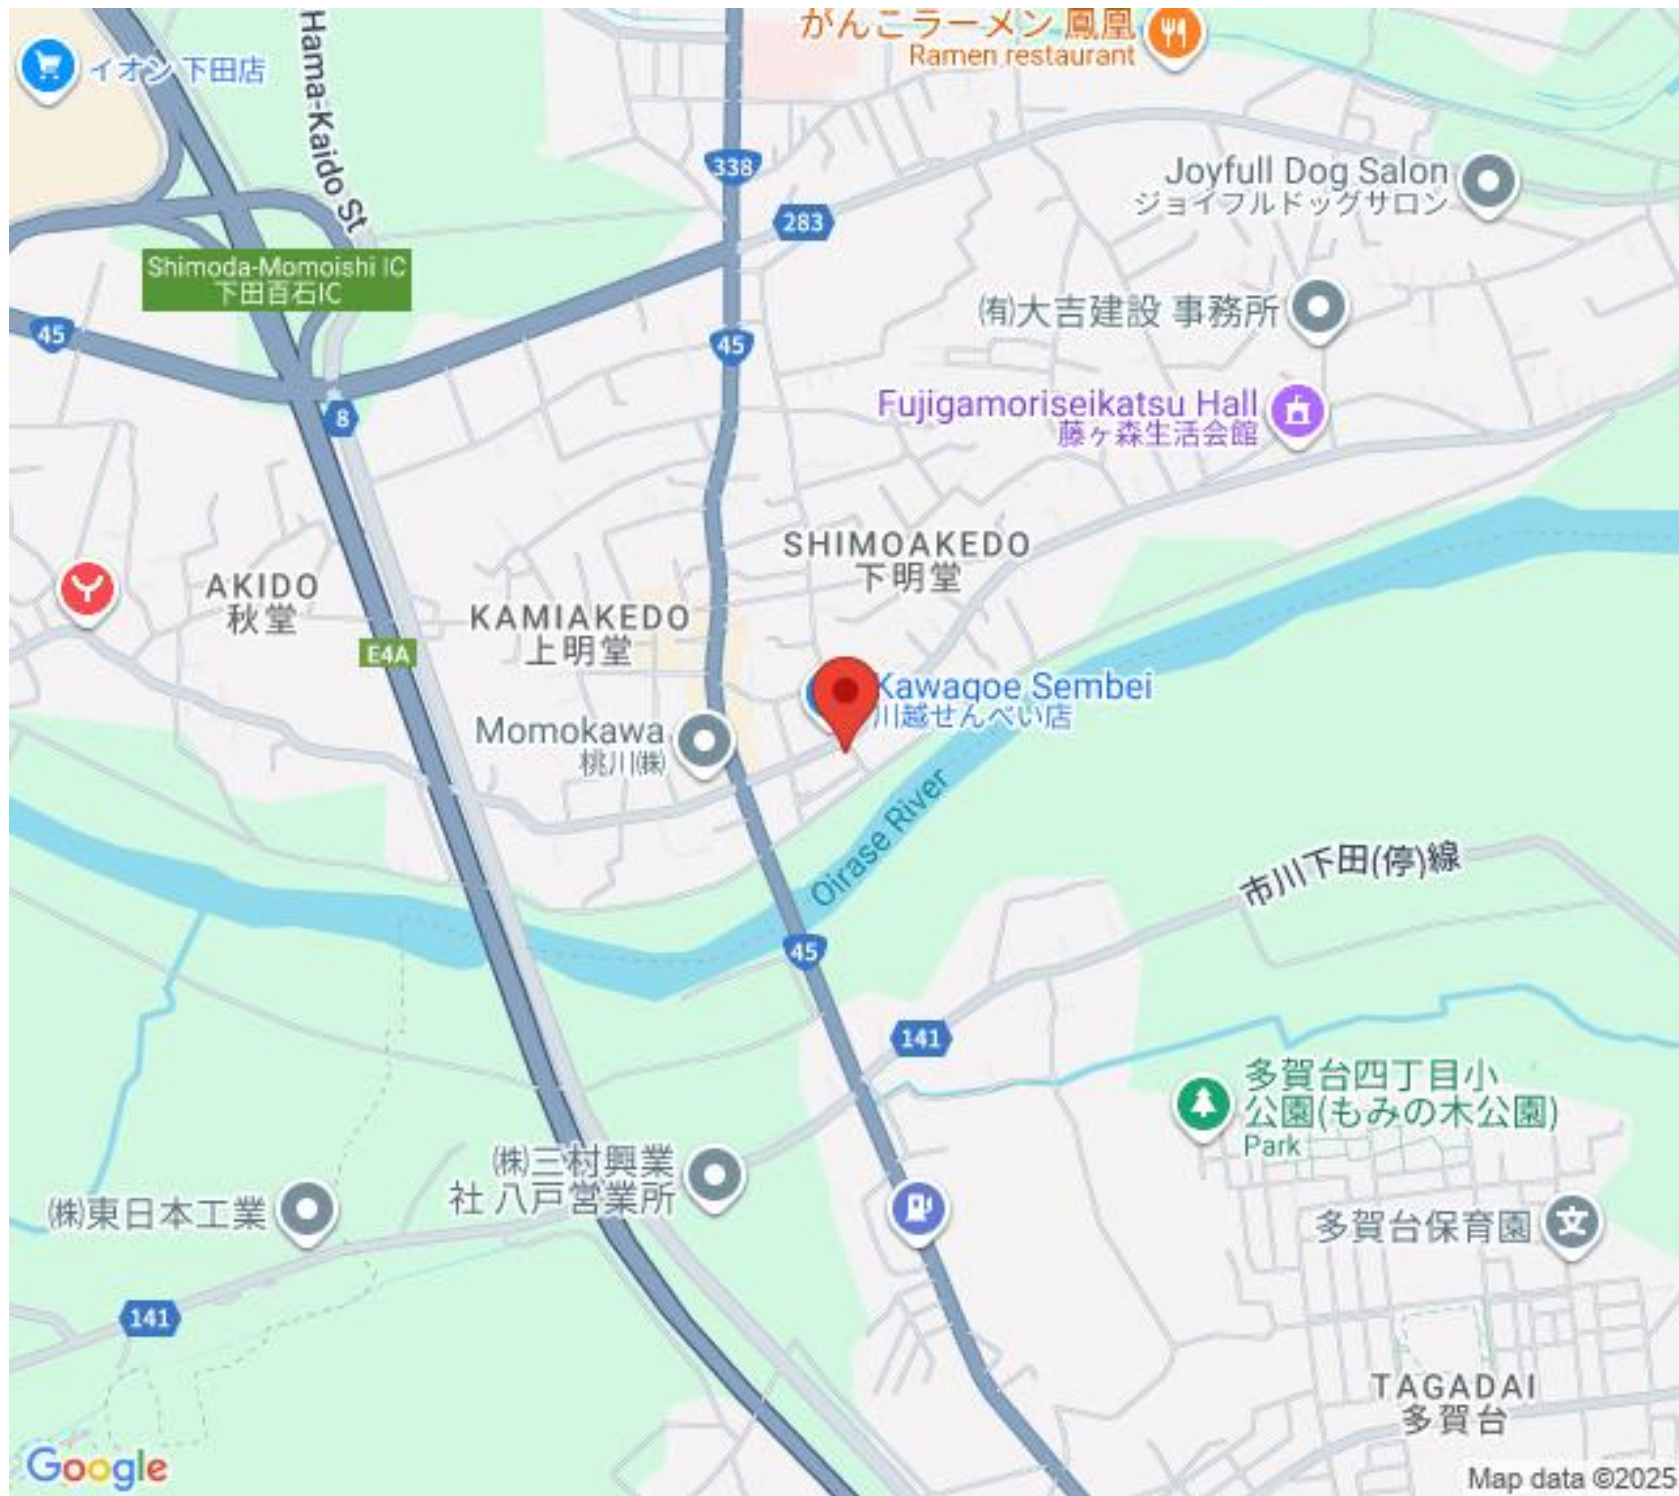 がんこラーメン 鳳凰
Ramen restaurant
イオン 下田店
Hama-Kaido St
338
Joyfull Dog Salon
ジョイフルドッグサロン
283
Shimoda-Momoishi IC
下田百石IC
(有)大吉建設 事務所
45
45
8
Fujigamoriseikatsu Hall
藤ヶ森生活会館
SHIMOAKEDO
下明堂
AKIDO
秋堂
KAMIAKEDO
上明堂
E4A
Kawagoe Sembei
川越せんべい店
Momokawa
桃川(株)
Oirase River
市川下田(停)線
45
141
多賀台四丁目小
公園(もみの木公園)
Park
(株)三村興業
社 八戸営業所
(株)東日本工業
多賀台保育園
文
141
TAGADAI
多賀台
Google
Map data ©2025